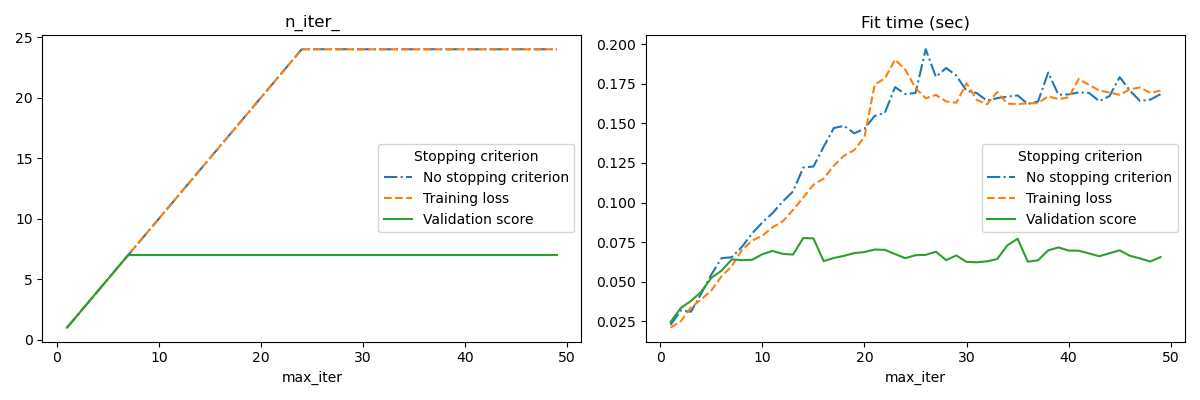 n_iter_
25
20
15
10
5
0
0 10 20 30 40 50
max_iter
Stopping criterion
No stopping criterion
Training loss
Validation score
Fit time (sec)
0.200
0.175
0.150
0.125
0.100
0.075
0.050
0.025
0 10 20 30 40 50
max_iter
Stopping criterion
No stopping criterion
Training loss
Validation score